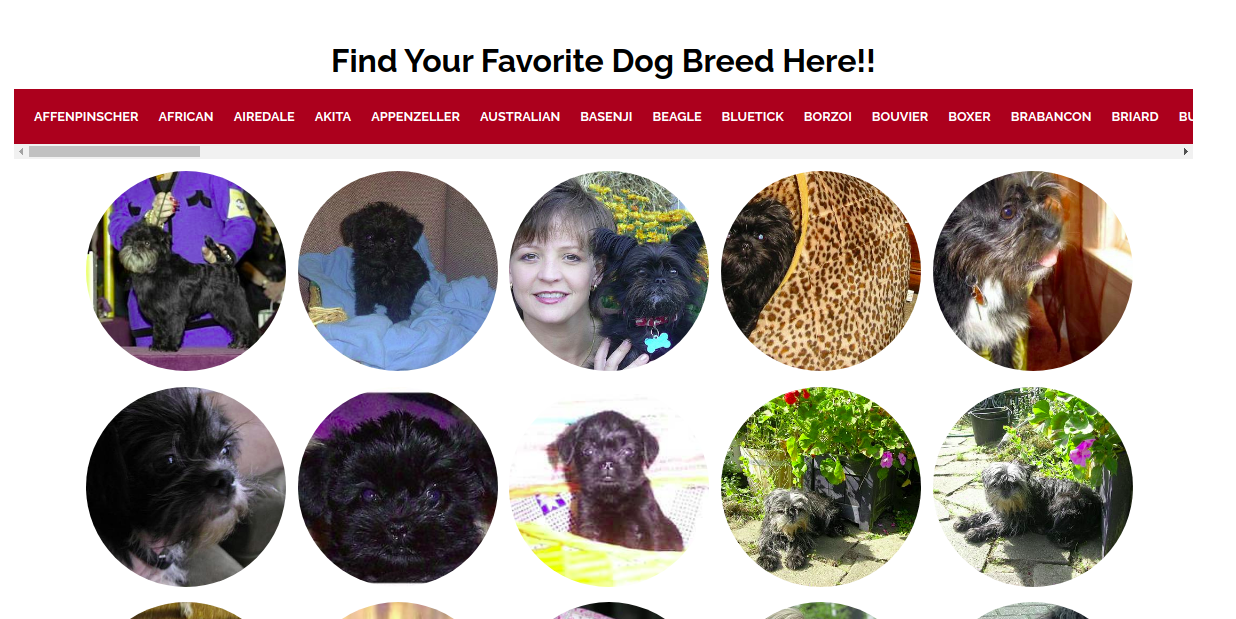 Find Your Favorite Dog Breed Here!!
AFFENPINSCHER AFRICAN AIREDALE AKITA APPENZELLER AUSTRALIAN BASENJI BEAGLE BLUETICK BORZOI BOUVIER BOXER BRABANCON BRIARD